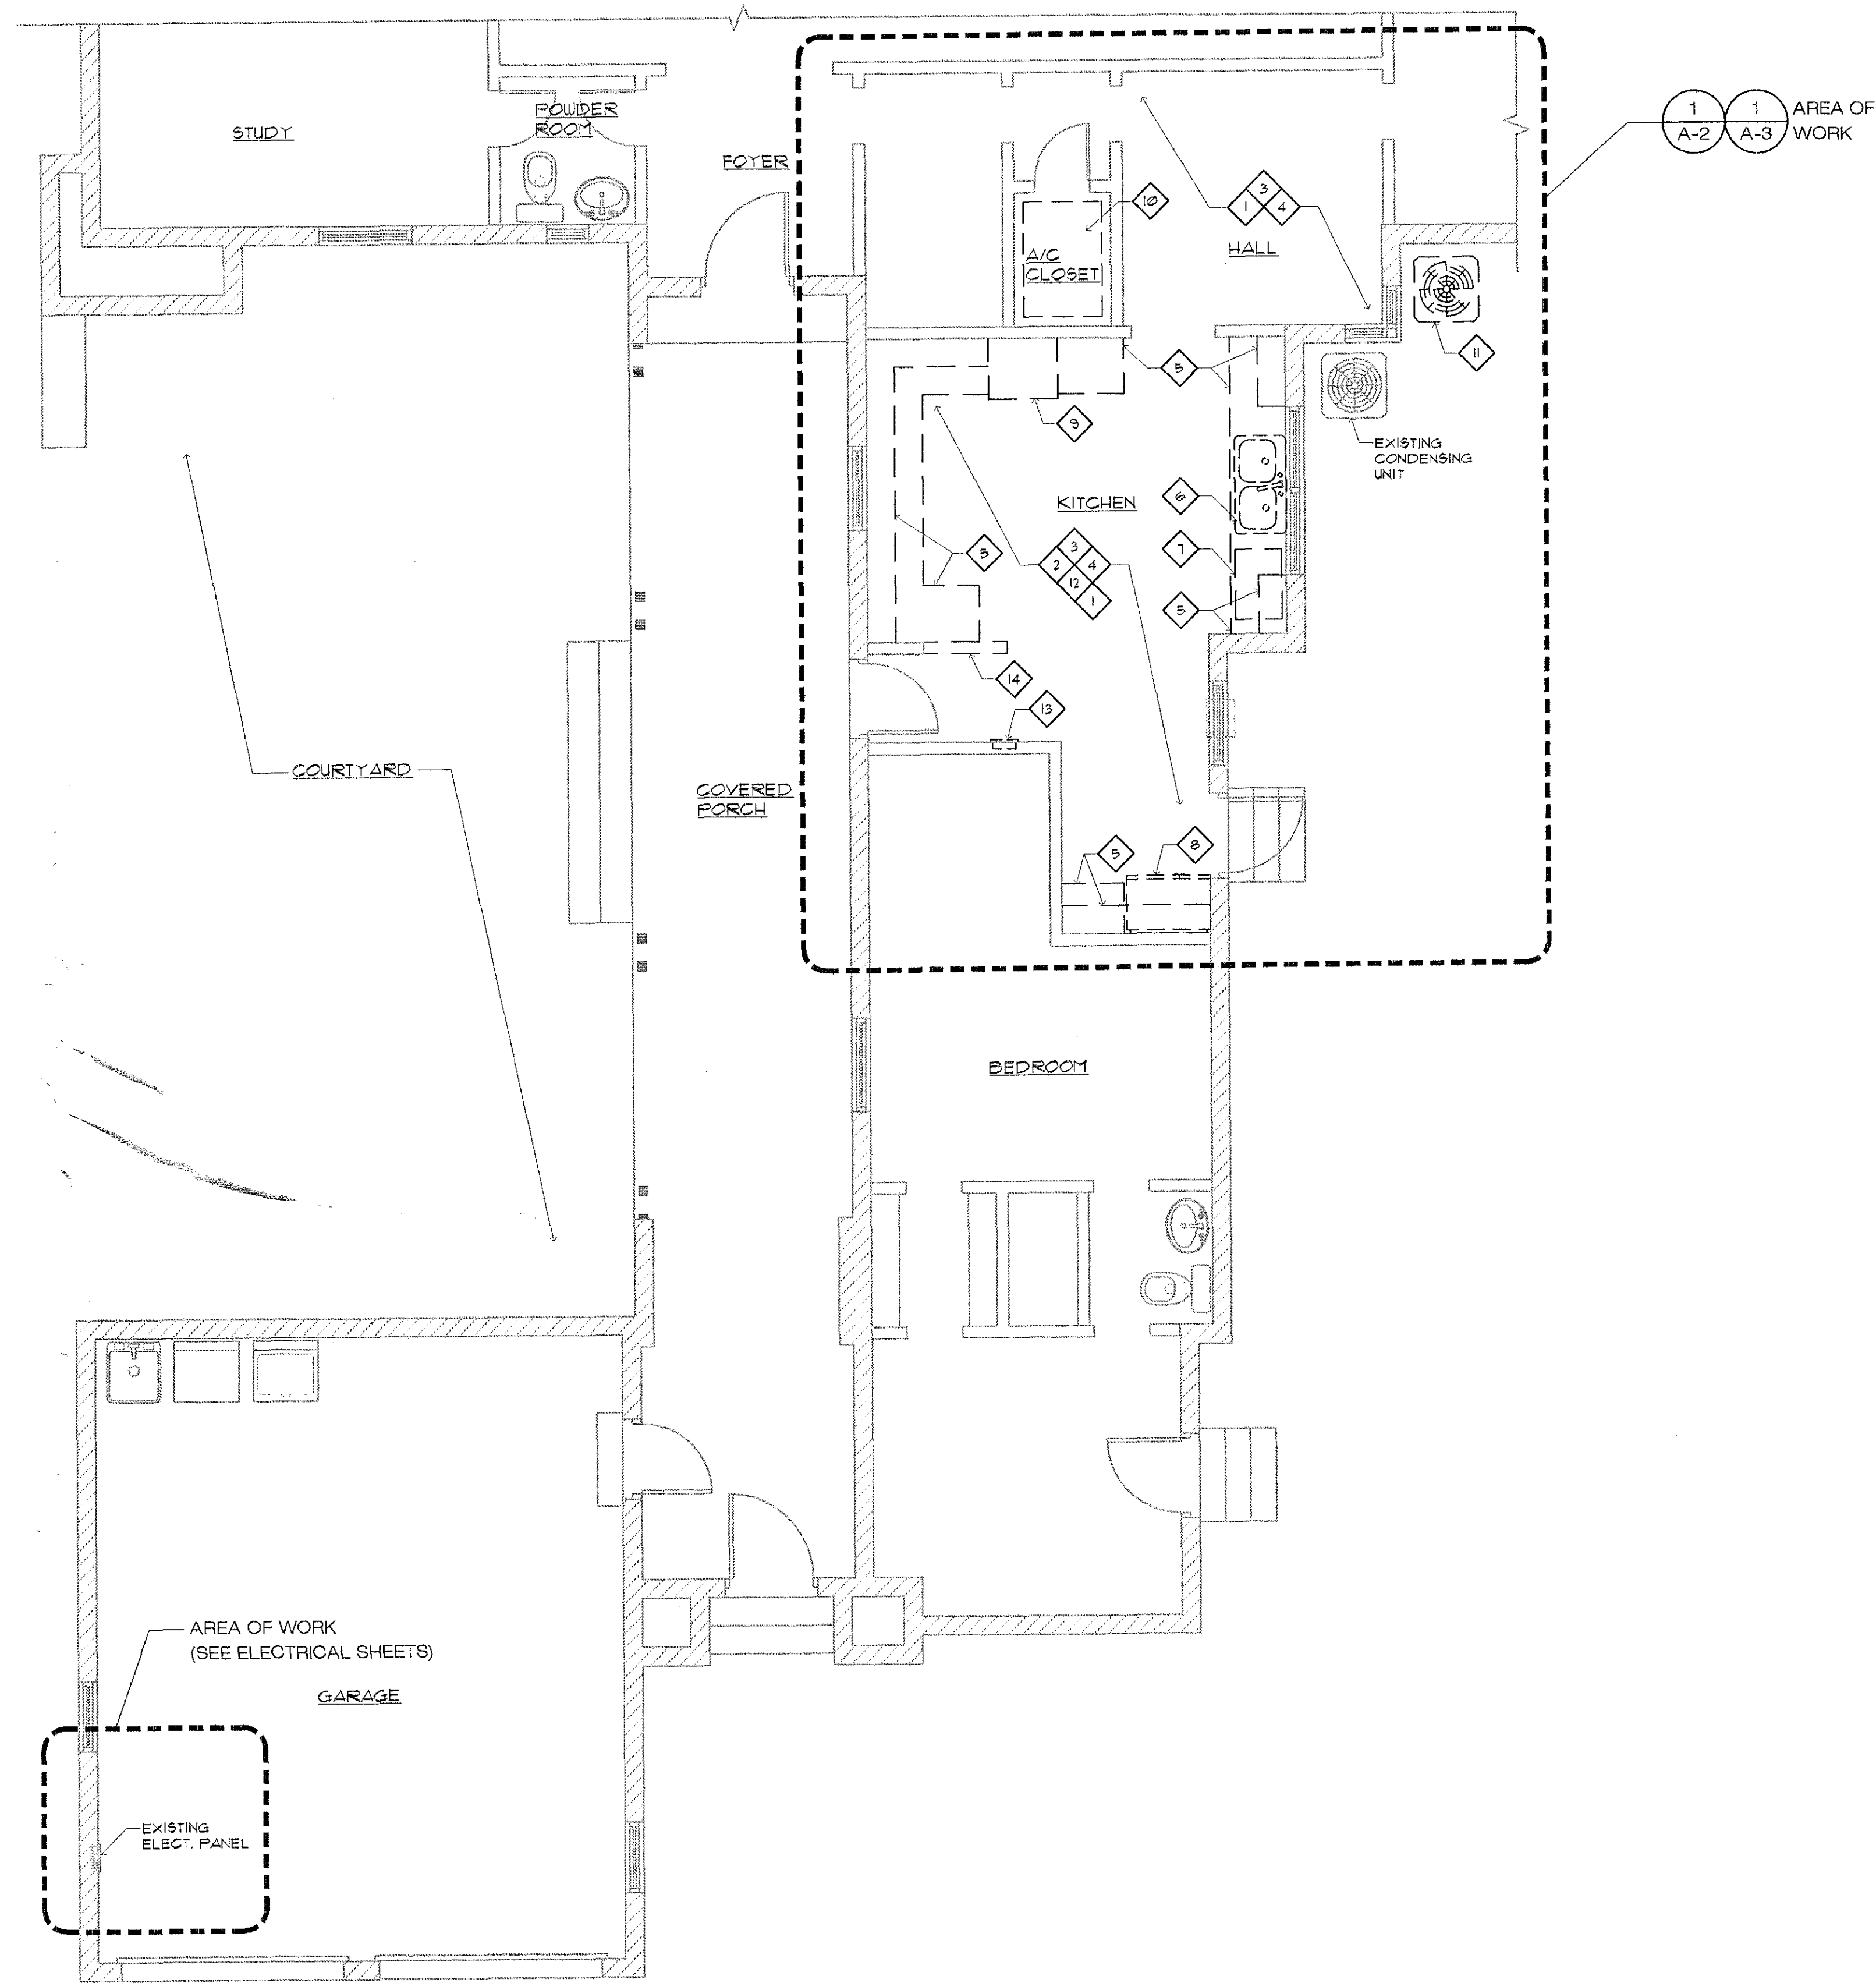 1
A-2
1
A-3
AREA OF
WORK
STUDY
POWDER
ROOM
FOYER
10
3
1
4
HALL
A/C
CLOSET
11
5
9
EXISTING
CONDENSING
UNIT
KITCHEN
6
5
3
2
4
12
1
7
5
14
13
COURTYARD
COVERED
PORCH
5
8
BEDROOM
AREA OF WORK
(SEE ELECTRICAL SHEETS)
GARAGE
EXISTING
ELECT. PANEL